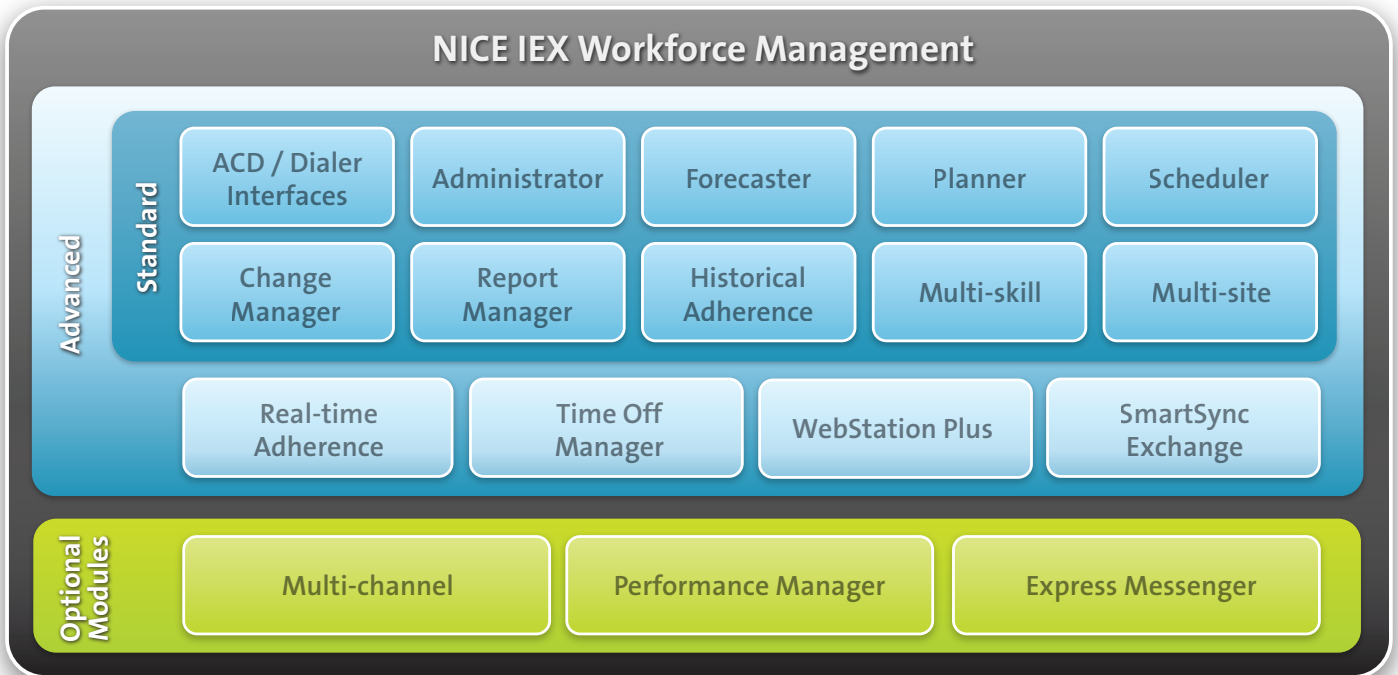 NICE IEX Workforce Management
Advanced
Standard
ACD / Dialer
Interfaces
Administrator
Forecaster
Planner
Scheduler
Change
Manager
Report
Manager
Historical
Adherence
Multi-skill
Multi-site
Real-time
Adherence
Time Off
Manager
WebStation Plus
SmartSync
Exchange
Optional
Modules
Multi-channel
Performance Manager
Express Messenger